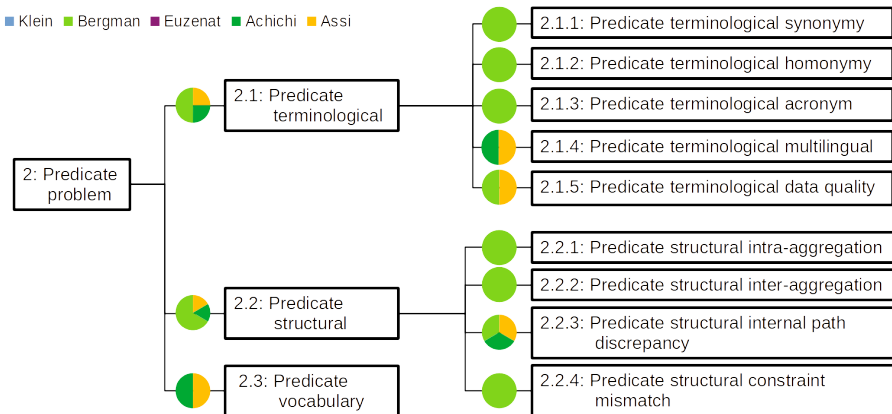 Klein Bergman Euzenat Achichi Assi
2: Predicate
problem
2.1: Predicate
terminological
2.1.1: Predicate terminological synonymy
2.1.2: Predicate terminological homonymy
2.1.3: Predicate terminological acronym
2.1.4: Predicate terminological multilingual
2.1.5: Predicate terminological data quality
2.2: Predicate
structural
2.2.1: Predicate structural intra-aggregation
2.2.2: Predicate structural inter-aggregation
2.2.3: Predicate structural internal path
discrepancy
2.2.4: Predicate structural constraint
mismatch
2.3: Predicate
vocabulary